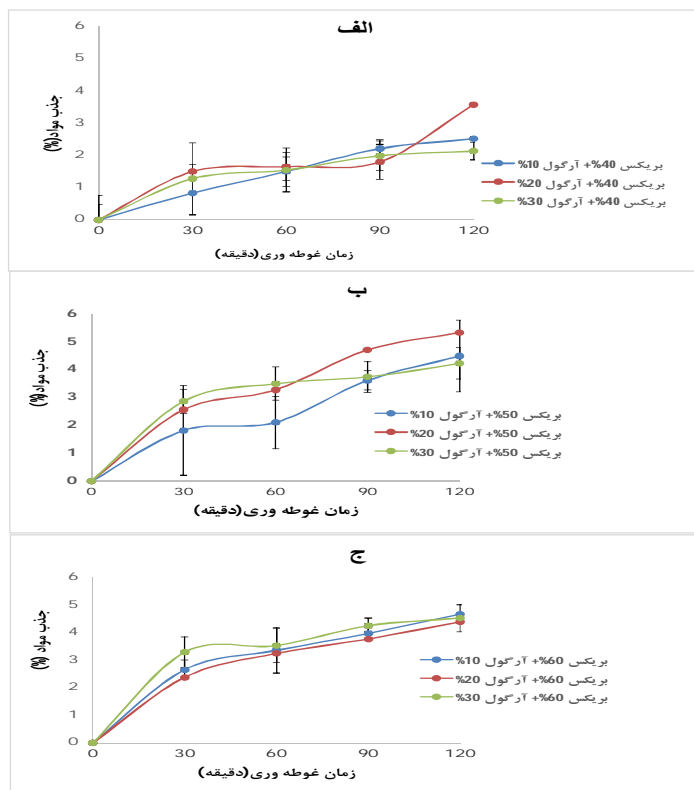 الف
6
5
4
3
2
1
0
جذب مواد(%)
0 30 60 90 120
زمان غوطه وری(دقیقه)
بریکس 40%+ آرگول 10%
بریکس 40%+ آرگول 20%
بریکس 40%+ آرگول 30%
ب
6
5
4
3
2
1
0
جذب مواد(%)
0 30 60 90 120
زمان غوطه وری(دقیقه)
بریکس 50%+ آرگول 10%
بریکس 50%+ آرگول 20%
بریکس 50%+ آرگول 30%
ج
6
5
4
3
2
1
0
جذب مواد (%)
0 30 60 90 120
زمان غوطه وری(دقیقه)
بریکس 60%+ آرگول 10%
بریکس 60%+ آرگول 20%
بریکس 60%+ آرگول 30%